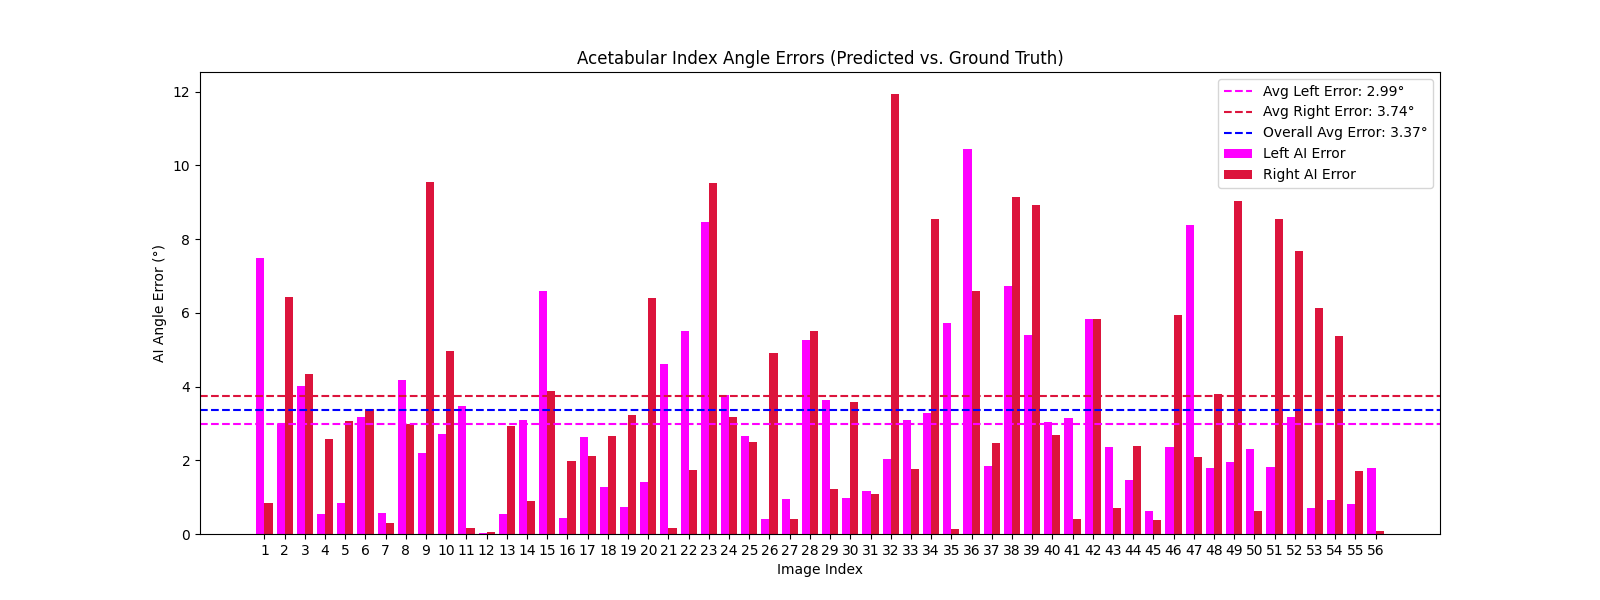 Acetabular Index Angle Errors (Predicted vs. Ground Truth)
Avg Left Error: 2.99°
Avg Right Error: 3.74°
Overall Avg Error: 3.37°
Left AI Error
Right AI Error
AI Angle Error (°)
12
10
8
6
4
2
0
1 2 3 4 5 6 7 8 9 10 11 12 13 14 15 16 17 18 19 20 21 22 23 24 25 26 27 28 29 30 31 32 33 34 35 36 37 38 39 40 41 42 43 44 45 46 47 48 49 50 51 52 53 54 55 56
Image Index